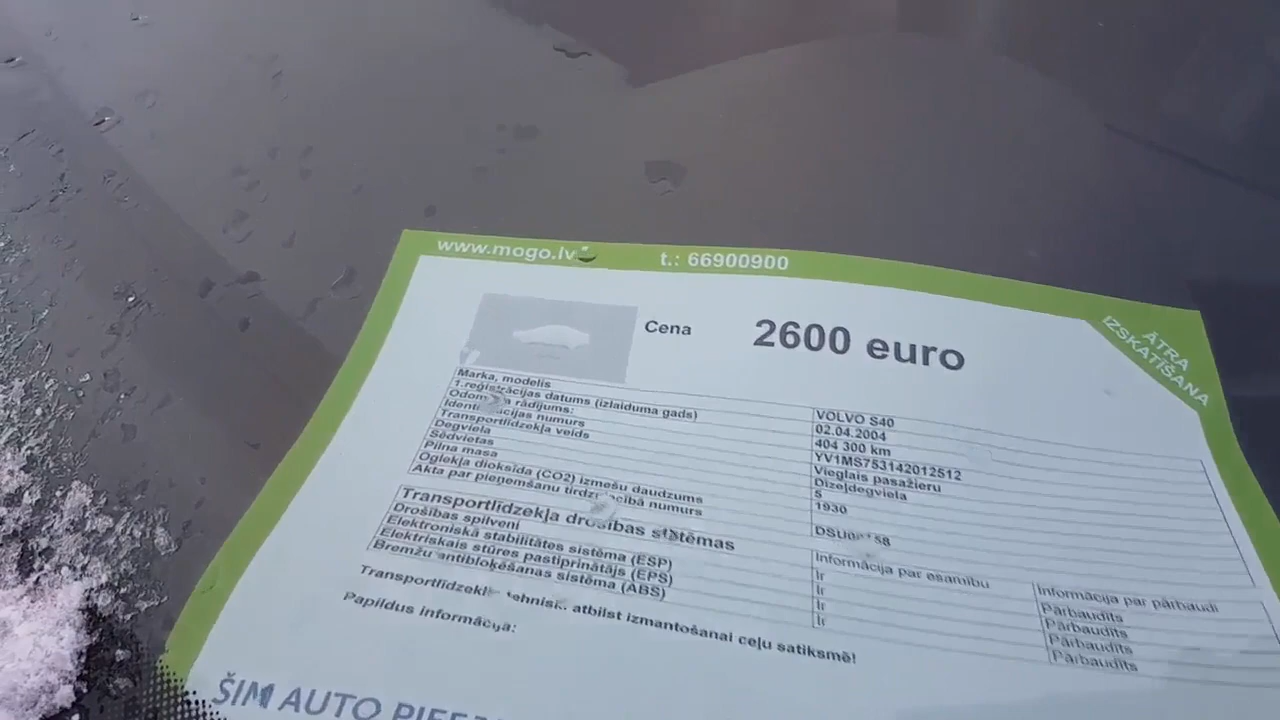 www.mogo.lv t.: 66900900
ĀTRA
IZSKATĪŠANA
Cena 2600 euro
Marka, modelis VOLVO S40
1.reģistrācijas datums (izlaiduma gads) 02.04.2004
rādījums: 404 300 km
numurs YV1MS753142012512
Transportlīdzekļa veids Vieglais pasažieru
Degviela Dīzeļdegviela
Sēdvietas 5
Pilna masa 1930
Oglekļa dioksīda (CO2) izmešu daudzums
Akta par pieņemšanu numurs
Transportlīdzekļa drošības sistēmas Informācija par esamību Informācija par pārbaudi
Drošības spilveni Ir Pārbaudīts
Elektroniskā stabilitātes sistēma (ESP) Ir Pārbaudīts
Elektriskais stūres pastiprinātājs (EPS) Ir Pārbaudīts
Bremžu antibloķēšanas sistēma (ABS) Ir Pārbaudīts
atbilst izmantošanai ceļu satiksmē!
Papildus informācija:
ŠIM AUTO